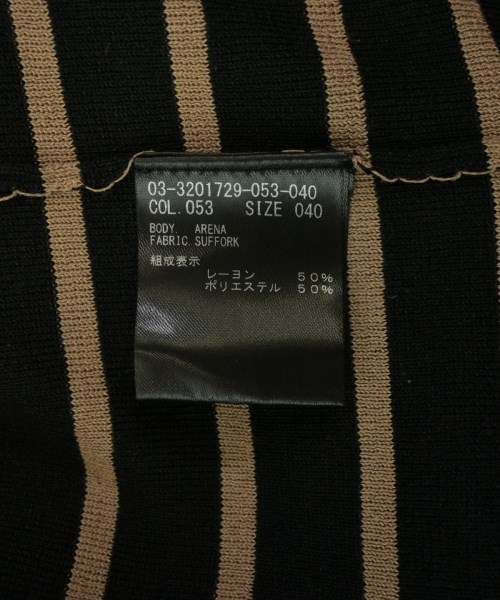 03-3201729-053-040
COL.053 SIZE 040
BODY. ARENA
FABRIC.SUFFORK
組成表示
レーヨン 50%
ポリエステル 50%